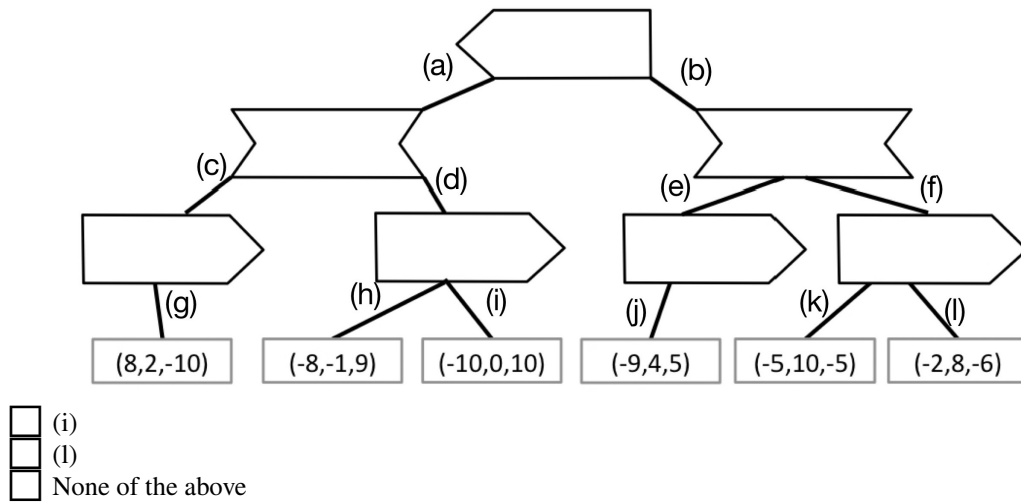 (a) (b)
(c) (d) (e) (f)
(g) (h) (i) (j) (k) (l)
(8,2,-10) (-8,-1,9) (-10,0,10) (-9,4,5) (-5,10,-5) (-2,8,-6)
(i)
(l)
None of the above